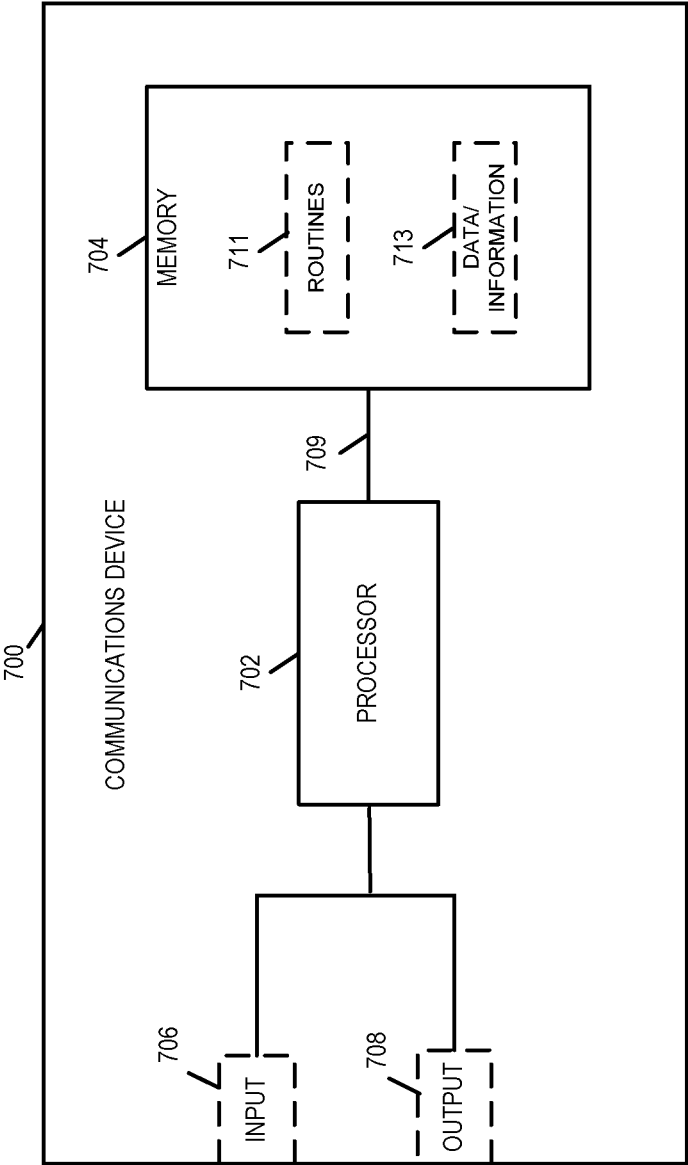 700
COMMUNICATIONS DEVICE
704
MEMORY
706
INPUT
702
PROCESSOR
709
711
ROUTINES
708
OUTPUT
713
DATA/
INFORMATION